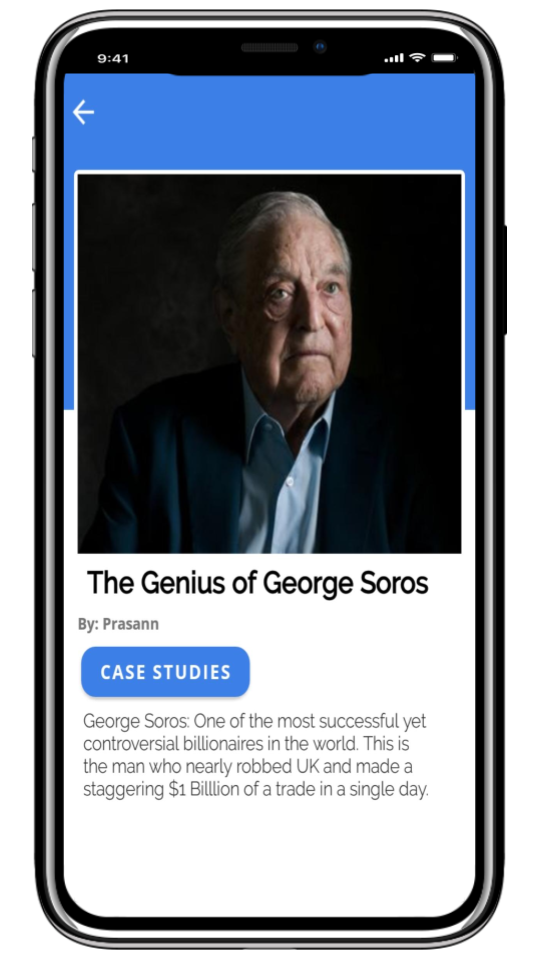 9:41
The Genius of George Soros
By: Prasann
CASE STUDIES
George Soros: One of the most successful yet
controversial billionaires in the world. This is
the man who nearly robbed UK and made a
staggering $1 Billlion of a trade in a single day.